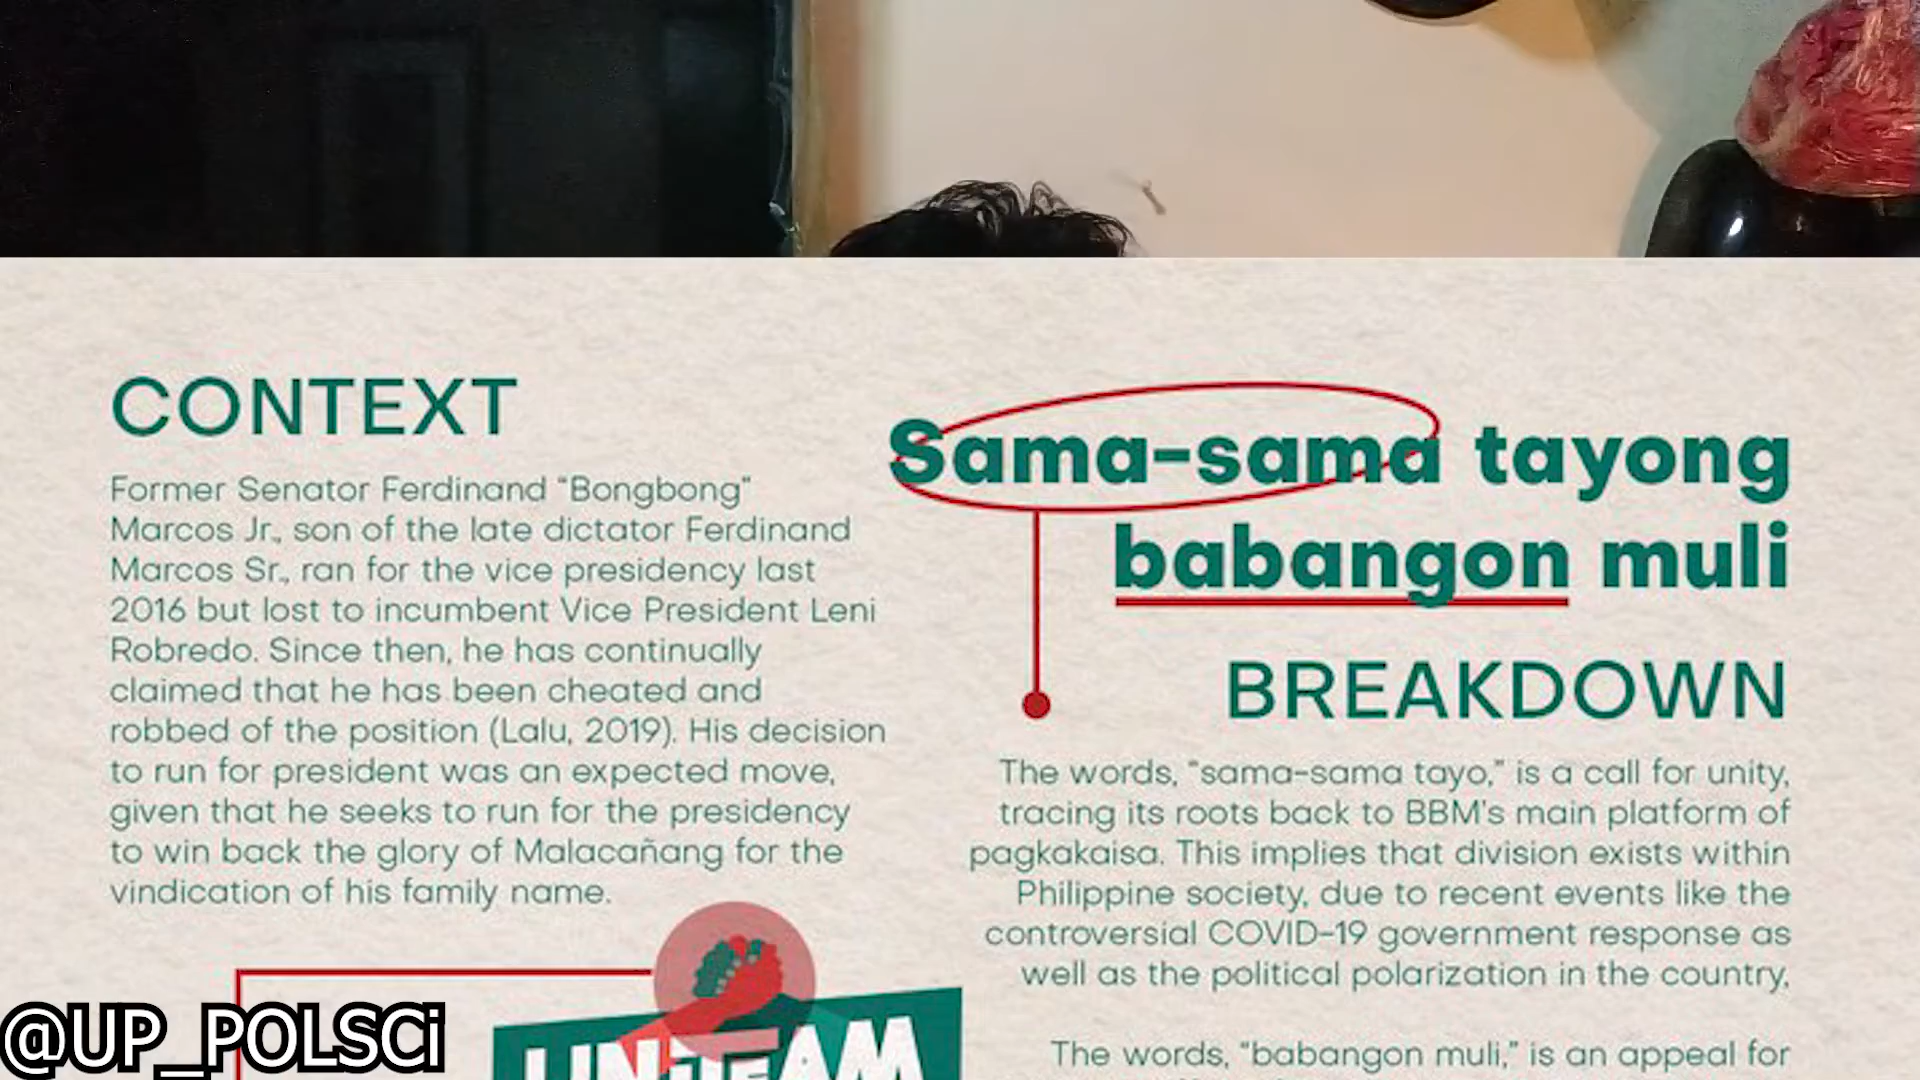 CONTEXT
Former Senator Ferdinand “Bongbong”
Marcos Jr., son of the late dictator Ferdinand
Marcos Sr., ran for the vice presidency last
2016 but lost to incumbent Vice President Leni
Robredo. Since then, he has continually
claimed that he has been cheated and
robbed of the position (Lalu, 2019). His decision
to run for president was an expected move,
given that he seeks to run for the presidency
to win back the glory of Malacañang for the
vindication of his family name.
Sama-sama tayong
babangon muli
BREAKDOWN
The words, “sama-sama tayo,” is a call for unity,
tracing its roots back to BBM's main platform of
pagkakaisa. This implies that division exists within
Philippine society, due to recent events like the
controversial COVID-19 government response as
well as the political polarization in the country,
The words, “babangon muli,” is an appeal for
UNITEAM
@UP_POLSCi